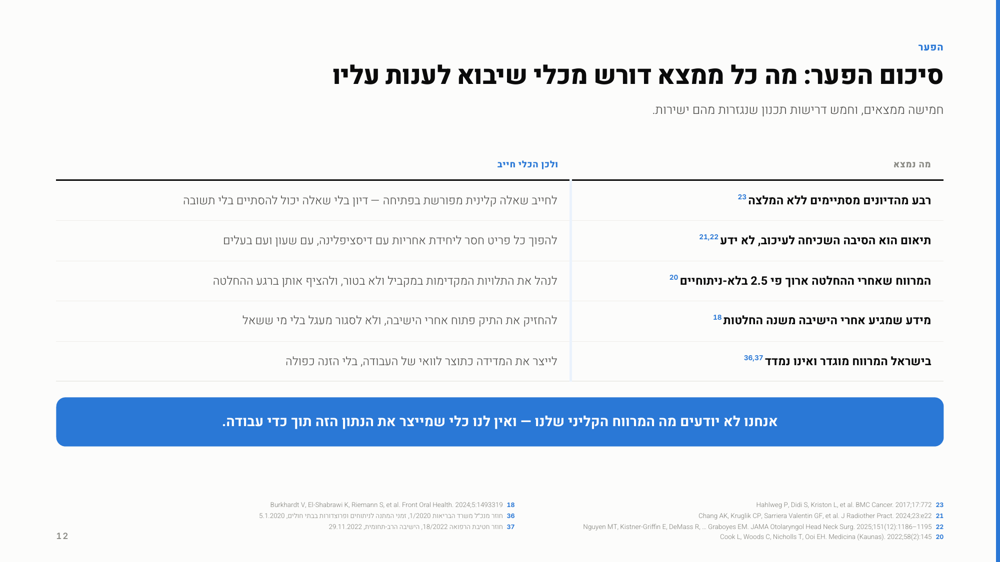 הפער
סיכום הפער: מה כל ממצא דורש מכלי שיבוא לענות עליו
חמישה ממצאים, וחמש דרישות תכנון שנגזרות מהם ישירות.
מה נמצא
ולכן הכלי חייב
רבע מהדיונים מסתיימים ללא המלצה 23
לחייב שאלה קלינית מפורשת בפתיחה — דיון בלי שאלה יכול להסתיים בלי תשובה
תיאום הוא הסיבה השכיחה לעיכוב, לא ידע 21,22
להפוך כל פריט חסר ליחידת אחריות עם דיסציפלינה, עם שעון ועם בעלים
המרווח שאחרי ההחלטה ארוך פי 2.5 בלא-ניתוחיים 20
לנהל את התלויות המקדימות במקביל ולא בטור, ולהציף אותן ברגע ההחלטה
מידע שמגיע אחרי הישיבה משנה החלטות 18
להחזיק את התיק פתוח אחרי הישיבה, ולא לסגור מעגל בלי מי ששאל
בישראל המרווח מוגדר ואינו נמדד 36,37
לייצר את המדידה כתוצר לוואי של העבודה, בלי הזנה כפולה
אנחנו לא יודעים מה המרווח הקליני שלנו — ואין לנו כלי שמייצר את הנתון הזה תוך כדי עבודה.
23 Hahlweg P, Didi S, Kriston L, et al. BMC Cancer. 2017;17:772
21 Chang AK, Kruglik CP, Sarriera Valentin GF, et al. J Radiother Pract. 2024;23:e22
22 Nguyen MT, Kistner-Griffin E, DeMass R, ... Graboyes EM. JAMA Otolaryngol Head Neck Surg. 2025;151(12):1186–1195
20 Cook L, Woods C, Nicholls T, Ooi EH. Medicina (Kaunas). 2022;58(2):145
18 Burkhardt V, El-Shabrawi K, Riemann S, et al. Front Oral Health. 2024;5:1493319
36 חוזר מנכ״ל משרד הבריאות 1/2020, זמני המתנה לניתוחים ופרוצדורות בבתי חולים, 5.1.2020
37 חוזר חטיבת הרפואה 18/2022, הישיבה הרב-תחומית, 29.11.2022
12